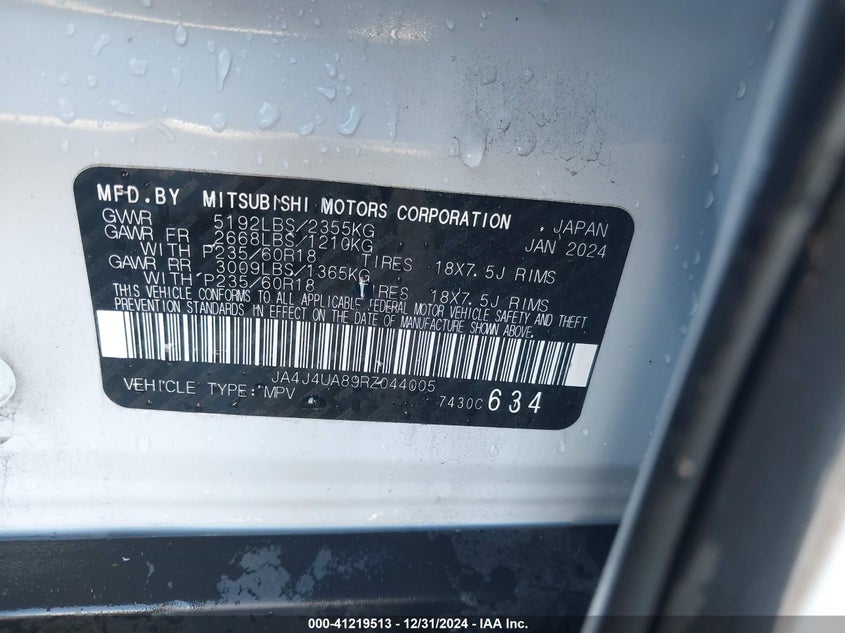 MFD.BY MITSUBISHI MOTORS CORPORATION , JAPAN
GVWR 5192LBS/2355KG JAN 2024
GAWR FR 2668LBS/1210KG
WITH P235/60R18 TIRES 18X7.5J RIMS
GAWR RR 3009LBS/1365KG
WITH P235/60R18 TIRES 18X7.5J RIMS
THIS VEHICLE CONFORMS TO ALL APPLICABLE FEDERAL MOTOR VEHICLE SAFETY AND THEFT
PREVENTION STANDARDS IN EFFECT ON THE DATE OF MANUFACTURE SHOWN ABOVE.
JA4J4UA89RZ044005
VEHICLE TYPE: MPV 7430C 634
000-41219513 - 12/31/2024 - IAA Inc.